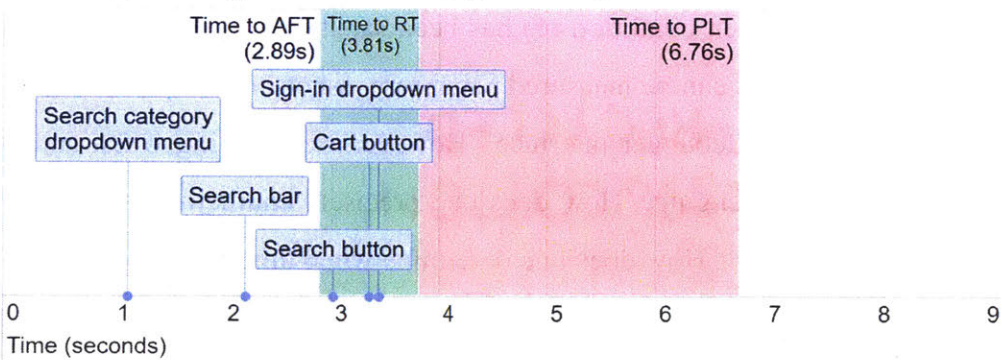 Time to AFT
(2.89s)
Time to RT
(3.81s)
Time to PLT
(6.76s)
Sign-in dropdown menu
Search category
dropdown menu
Cart button
Search bar
Search button
0 1 2 3 4 5 6 7 8 9
Time (seconds)